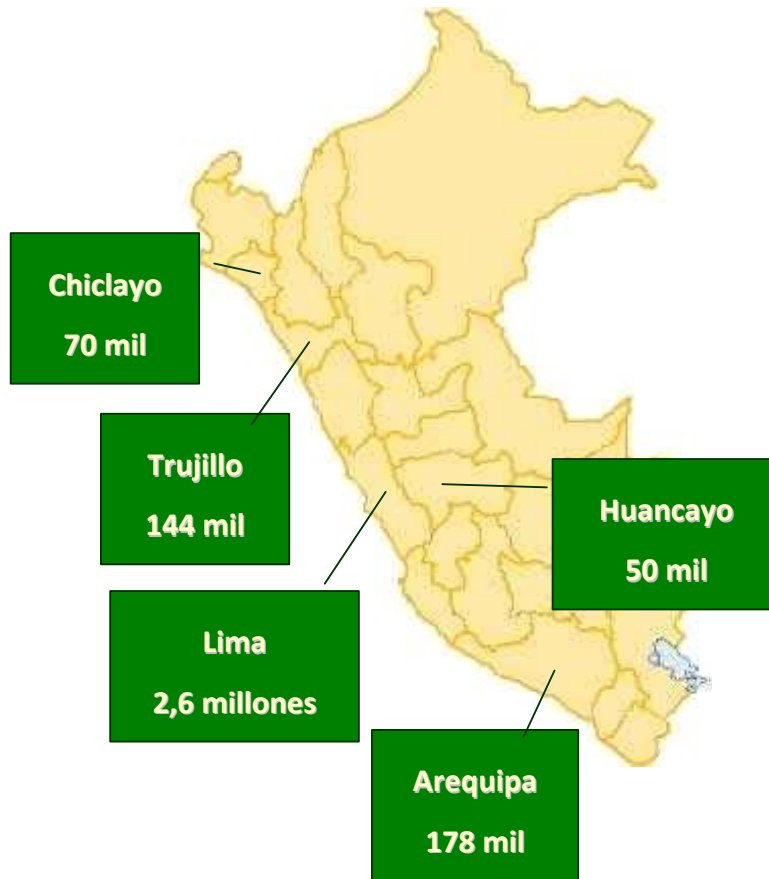 Chiclayo
70 mil
Trujillo
144 mil
Huancayo
50 mil
Lima
2,6 millones
Arequipa
178 mil